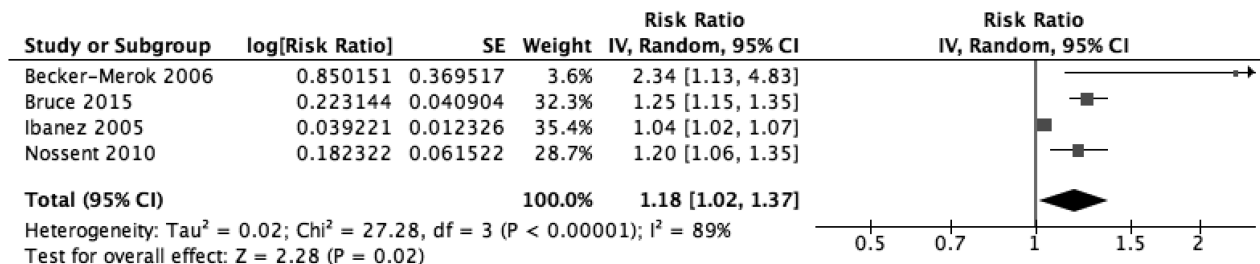 Risk Ratio Risk Ratio
Study or Subgroup log[Risk Ratio] SE Weight IV, Random, 95% CI IV, Random, 95% CI
Becker-Merok 2006 0.850151 0.369517 3.6% 2.34 [1.13, 4.83]
Bruce 2015 0.223144 0.040904 32.3% 1.25 [1.15, 1.35]
Ibanez 2005 0.039221 0.012326 35.4% 1.04 [1.02, 1.07]
Nossent 2010 0.182322 0.061522 28.7% 1.20 [1.06, 1.35]
Total (95% CI) 100.0% 1.18 [1.02, 1.37]
Heterogeneity: Tau² = 0.02; Chi² = 27.28, df = 3 (P < 0.00001); I² = 89%
Test for overall effect: Z = 2.28 (P = 0.02)
0.5 0.7 1 1.5 2